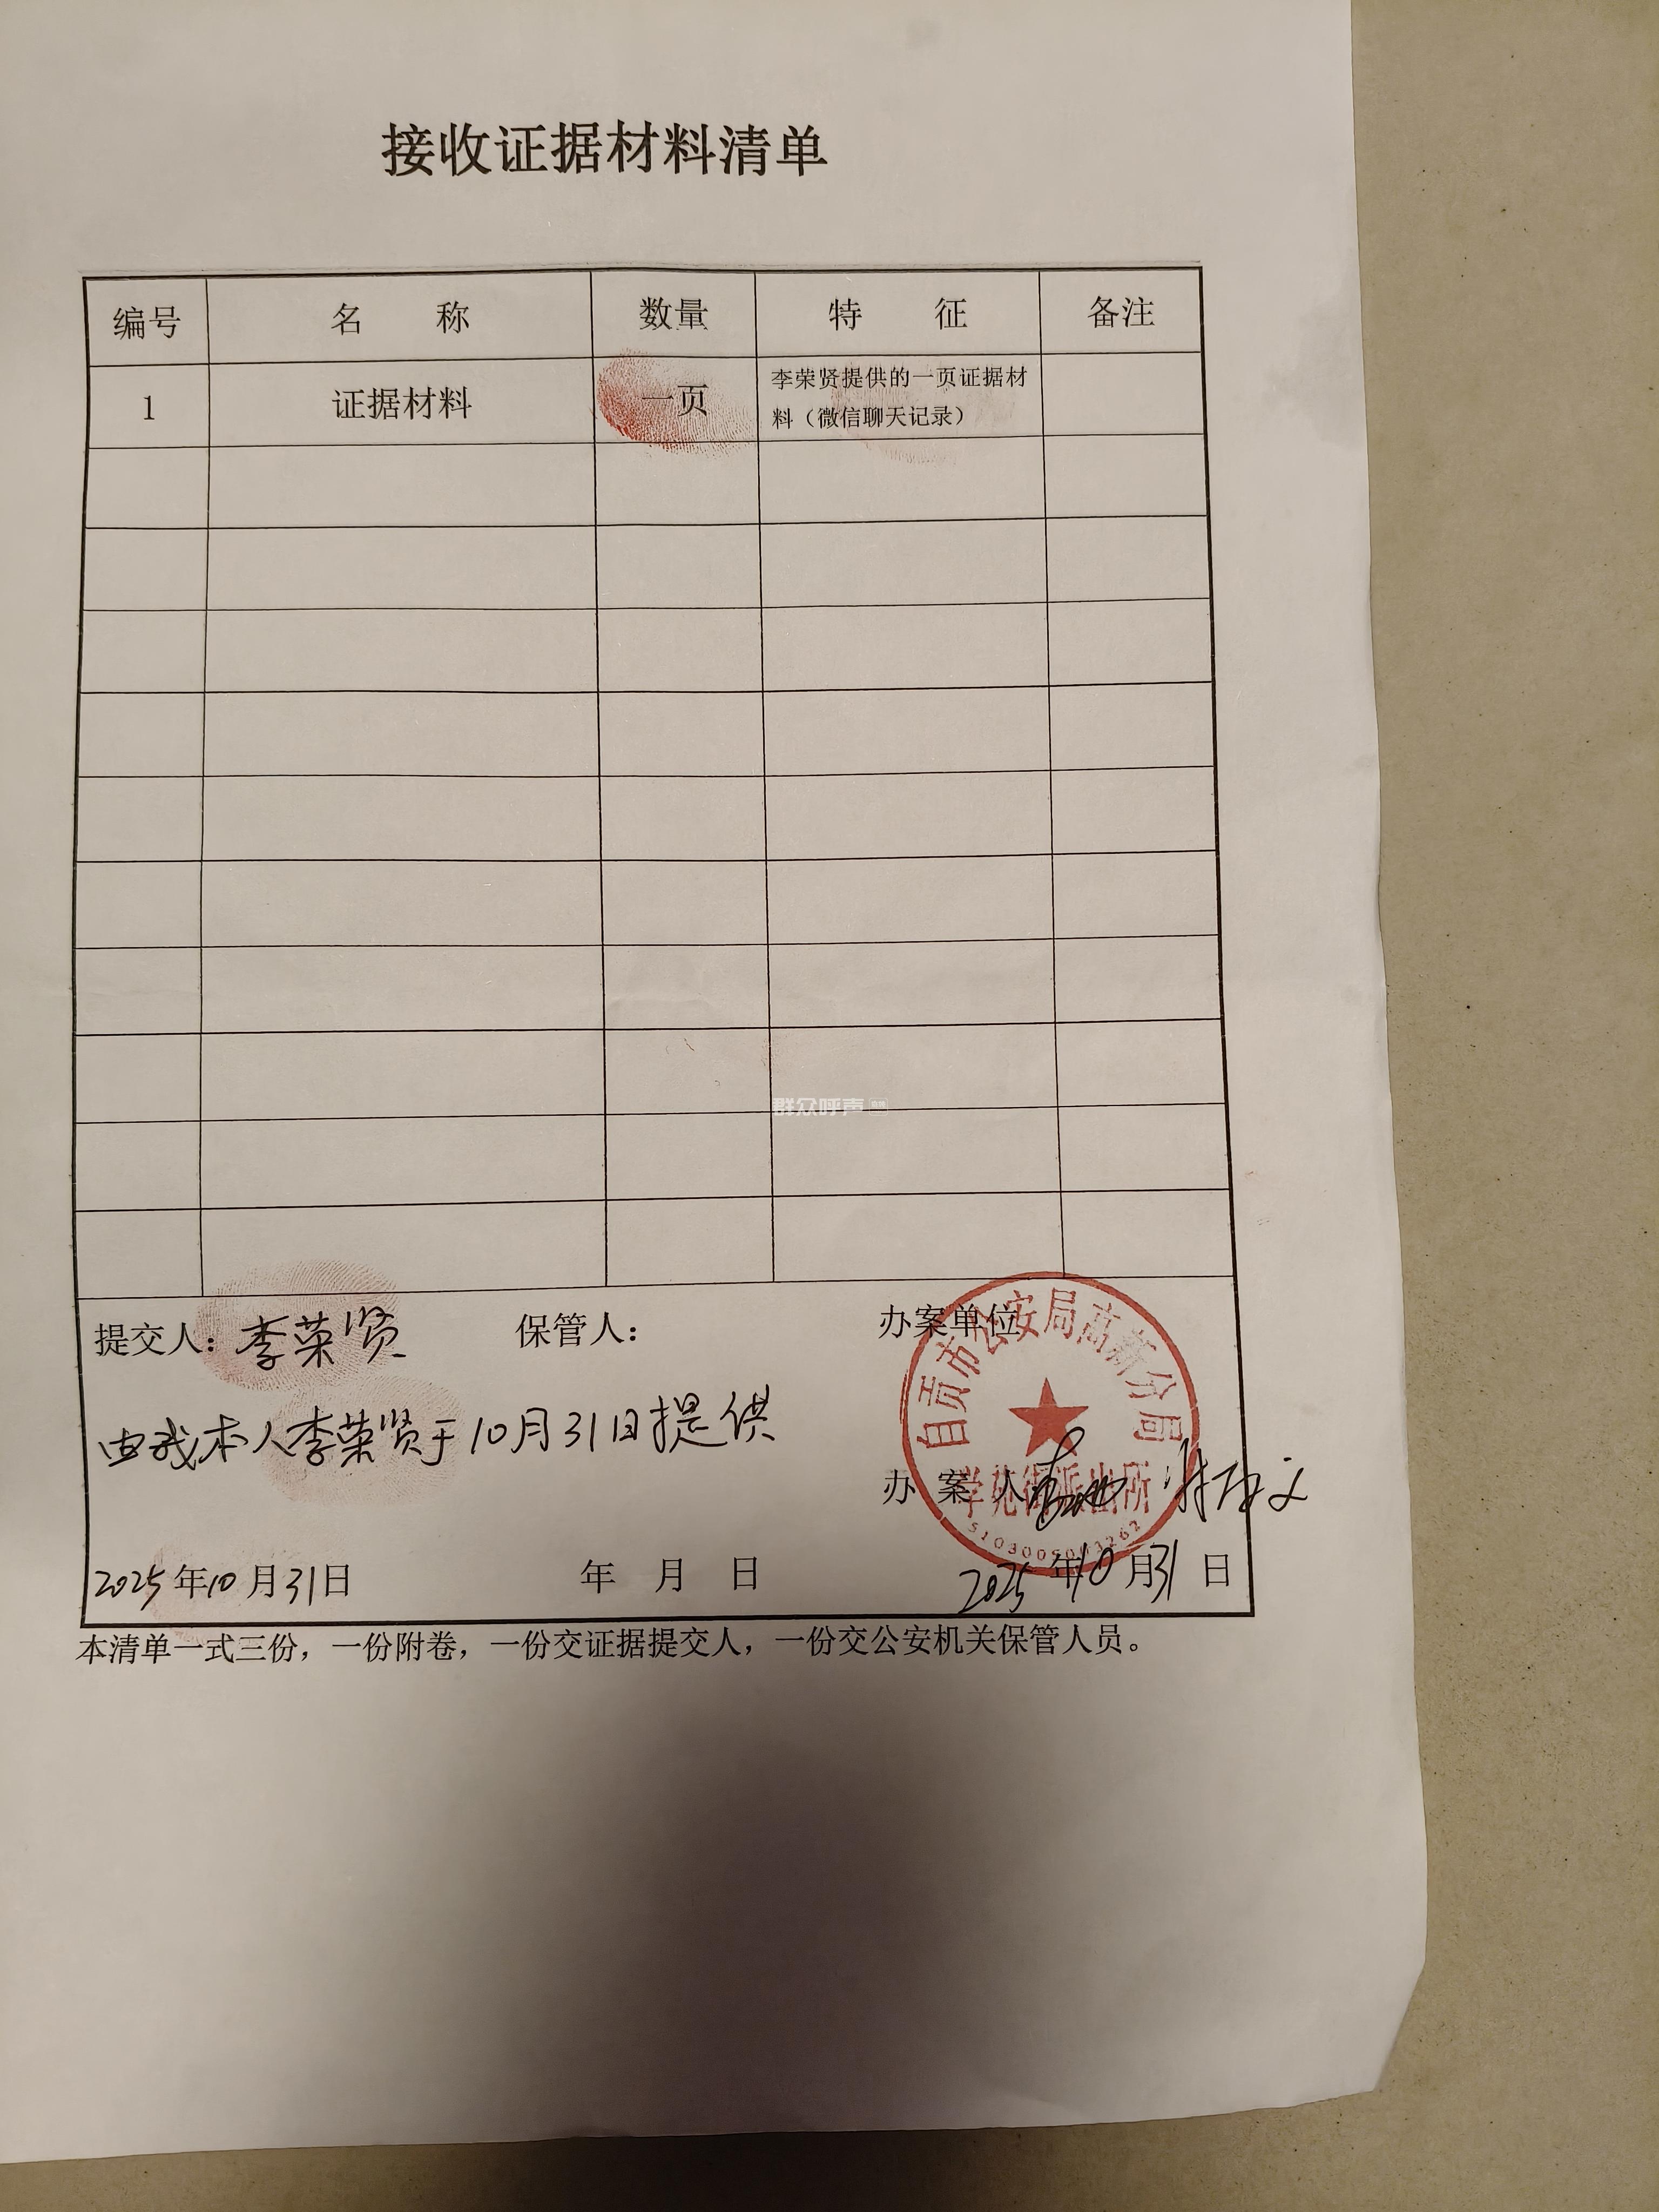 接收证据材料清单
编号 名 称 数量 特 征 备注
1 证据材料 一页 李荣贤提供的一页证据材
料（微信聊天记录）
群众呼声
提交人：李荣贤 保管人： 办案单位
自贡市公安局高新分局
由我本人李荣贤于10月31日提供
办 案 人
学苑街派出所
2025年10月31日 年 月 日 2025年10月31日
本清单一式三份，一份附卷，一份交证据提交人，一份交公安机关保管人员。